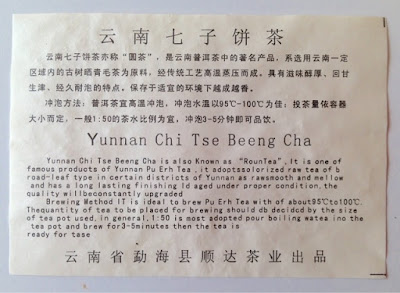 云南七子饼茶
云南七子饼茶亦称“圆茶”，是云南普洱茶中的著名产品，系选用云南一定
区域内的古树晒青毛茶为原料，经传统工艺高温蒸压而成。具有滋味醇厚、回甘
生津，经久耐泡的特点。保存于适宜的环境下越成越香。
冲泡方法：普洱茶宜高温冲泡，冲泡水温以95℃-100℃为佳；投茶量依容器
大小而定，一般1:50的茶水比例为宜，冲泡3-5分钟即可品饮。
Yunnan Chi Tse Beeng Cha
Yunnan Chi Tse Beeng Cha is also Known as “RounTea”, It is one of
famous products of Yunnan Pu Erh Tea , it adoptssolorized raw tea of b
road-leaf type in certain districts of Yunnan as rawsmooth and mellow
and has a long lasting finishing Id aged under proper condition, the
quality willbeconstantly upgraded
Brewing Method IT is ideal to brew Pu Erh Tea with of about95℃to100℃.
Thequantity of tea to be placed for brewing should db decidcd by the size
of tea pot used, in general, 1:50 is most adopted pour boiling watea ino the
tea pot and brew for3-5minutes then the tea is
ready for tase
云南省勐海县顺达茶业出品